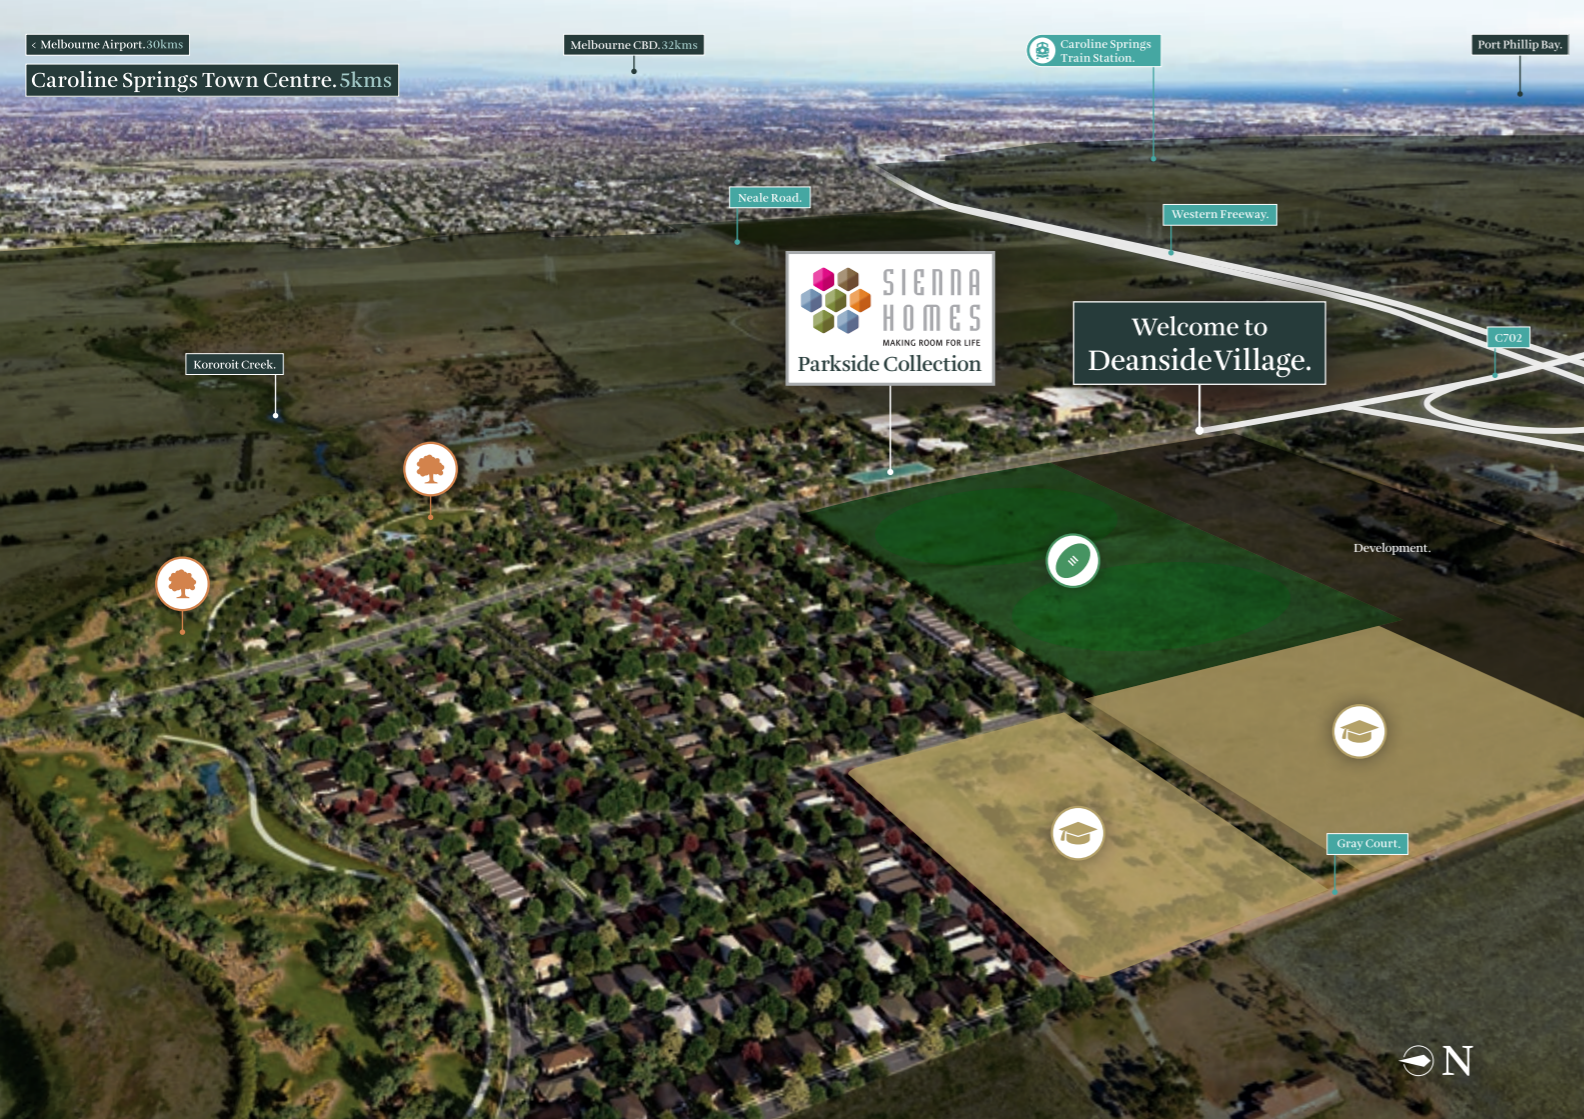 < Melbourne Airport. 30kms
Caroline Springs Town Centre. 5kms
Melbourne CBD. 32kms
Caroline Springs
Train Station.
Port Phillip Bay.
Neale Road.
Western Freeway.
SIENNA
HOMES
MAKING ROOM FOR LIFE
Parkside Collection
Welcome to
Deanside Village.
C702
Kororoit Creek.
Development.
Gray Court.
N